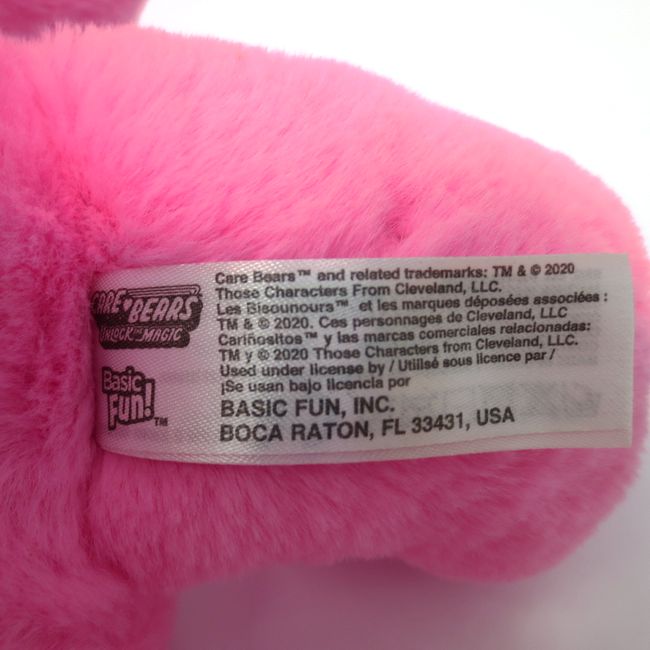 CARE BEARS
UNLOCK THE MAGIC
Basic
Fun!™
Care Bears™ and related trademarks: TM & © 2020
Those Characters From Cleveland, LLC.
Les Bisounours™ et les marques déposées associées :
TM & © 2020. Ces personnages de Cleveland, LLC
Cariñositos™ y las marcas comerciales relacionadas:
TM y © 2020 Those Characters from Cleveland, LLC.
Used under license by / Utilisé sous licence par /
¡Se usan bajo licencia por
BASIC FUN, INC.
BOCA RATON, FL 33431, USA